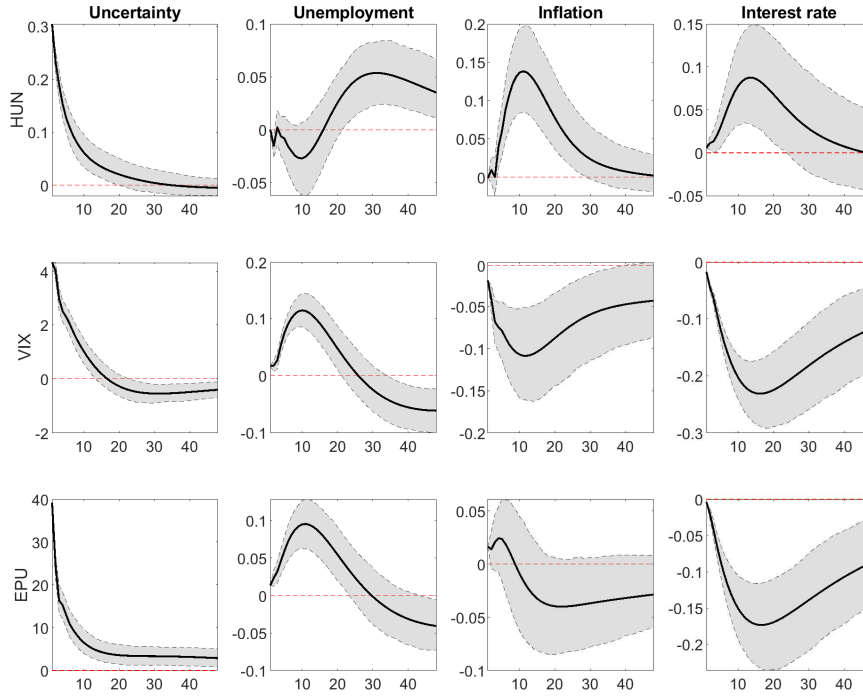 Uncertainty Unemployment Inflation Interest rate
HUN
0.3 0.2 0.1 0
10 20 30 40
0.1 0.05 0 -0.05
10 20 30 40
0.2 0.15 0.1 0.05 0
10 20 30 40
0.15 0.1 0.05 0 -0.05
10 20 30 40
VIX
4 2 0 -2
10 20 30 40
0.2 0.1 0 -0.1
10 20 30 40
0 -0.05 -0.1 -0.15 -0.2
10 20 30 40
0 -0.1 -0.2 -0.3
10 20 30 40
EPU
40 30 20 10 0
10 20 30 40
0.1 0.05 0 -0.05 -0.1
10 20 30 40
0.05 0 -0.05 -0.1
10 20 30 40
0 -0.05 -0.1 -0.15 -0.2
10 20 30 40